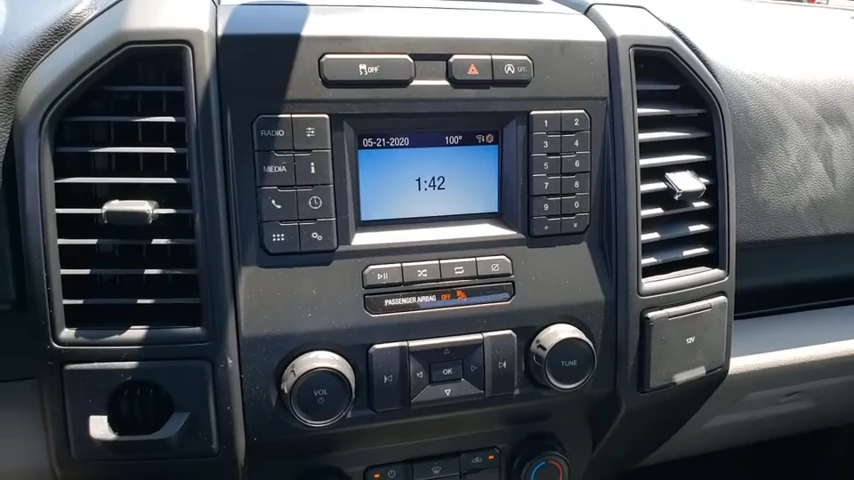 OFF
OFF
RADIO
MEDIA
05-21-2020 100°
1:42
1 2
3 4
5 6
7 8
9 0
PASSENGER AIRBAG OFF
VOL
OK
TUNE
12V